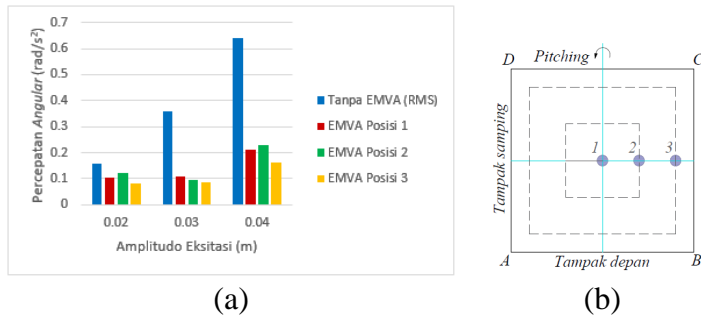 0.7
0.6
0.5
0.4
0.3
0.2
0.1
0
Percepatan Angular (rad/s²)
0.02 0.03 0.04
Amplitudo Eksitasi (m)
Tanpa EMVA (RMS)
EMVA Posisi 1
EMVA Posisi 2
EMVA Posisi 3
(a)
D Pitching C
Tampak samping
1 2 3
A Tampak depan B
(b)